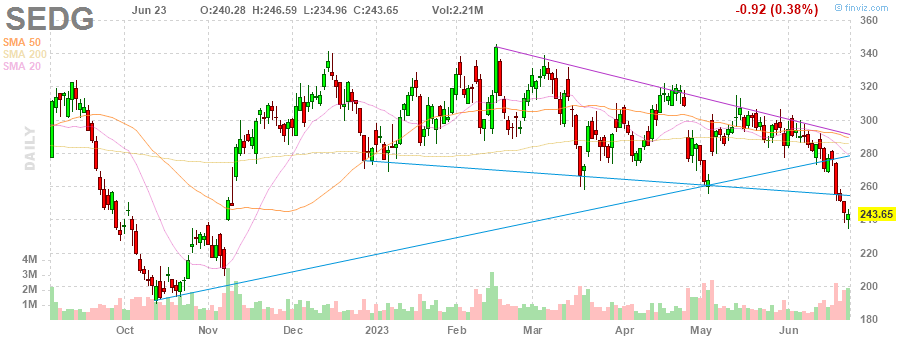 SEDG Jun 23 O:240.28 H:246.59 L:234.96 C:243.65 Vol:2.21M -0.92 (0.38%) © finviz.com
SMA 50
SMA 200
SMA 20
DAILY
360
340
320
300
280
260
243.65
220
200
180
4M
3M
2M
1M
Oct Nov Dec 2023 Feb Mar Apr May Jun